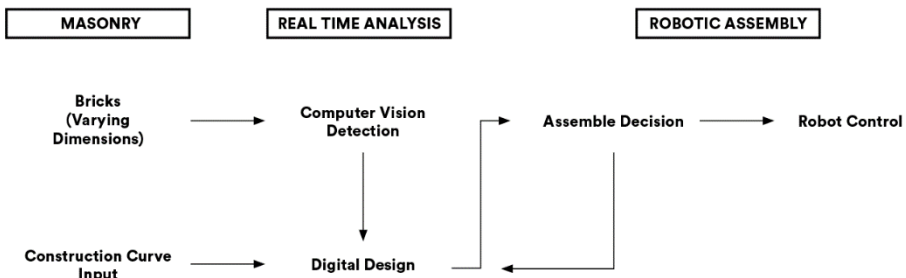 MASONRY
REAL TIME ANALYSIS
ROBOTIC ASSEMBLY
Bricks
(Varying
Dimensions)
Computer Vision
Detection
Assemble Decision
Robot Control
Construction Curve
Input
Digital Design